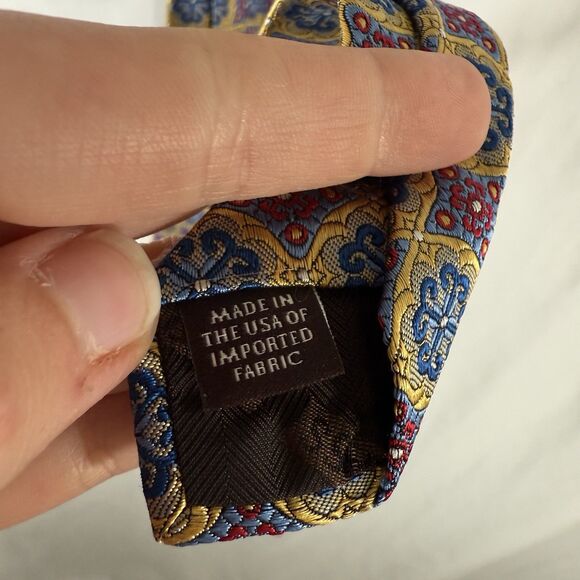 MADE IN
THE USA OF
IMPORTED
FABRIC